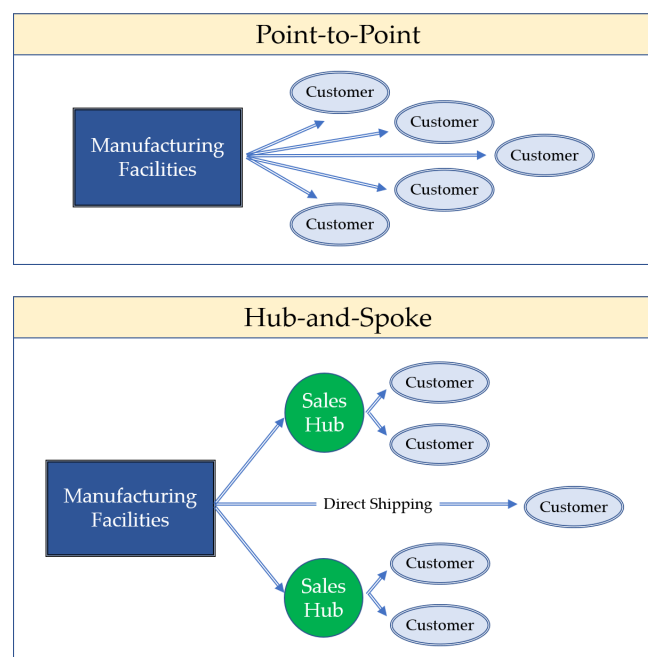 Point-to-Point
Customer
Manufacturing
Facilities
Customer
Customer
Customer
Customer
Hub-and-Spoke
Sales
Hub
Customer
Customer
Manufacturing
Facilities
Direct Shipping
Customer
Sales
Hub
Customer
Customer